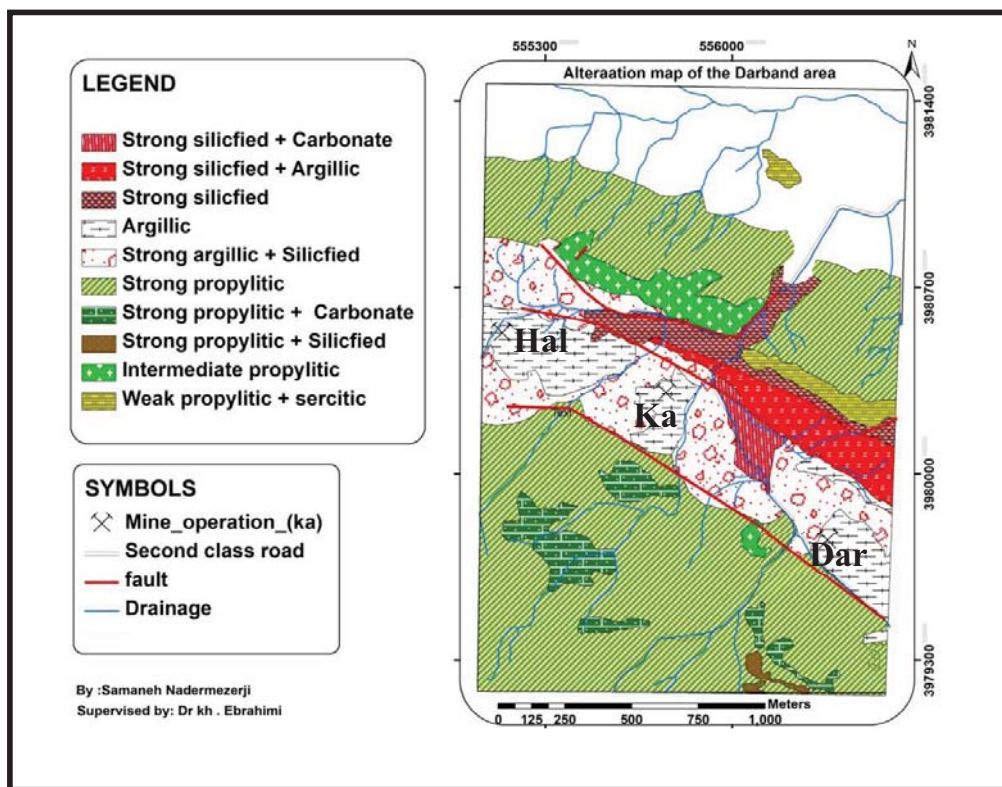 LEGEND
Strong silicfied + Carbonate
Strong silicfied + Argillic
Strong silicfied
Argillic
Strong argillic + Silicfied
Strong propylitic
Strong propylitic + Carbonate
Strong propylitic + Silicfied
Intermediate propylitic
Weak propylitic + sercitic
SYMBOLS
Mine_operation_(ka)
Second class road
fault
Drainage
By :Samaneh Nadermezerji
Supervised by: Dr kh . Ebrahimi
555300 556000
N
Alteraation map of the Darband area
3981400
3980700
3980000
3979300
Hal
Ka
Dar
Meters
0 125 250 500 750 1,000